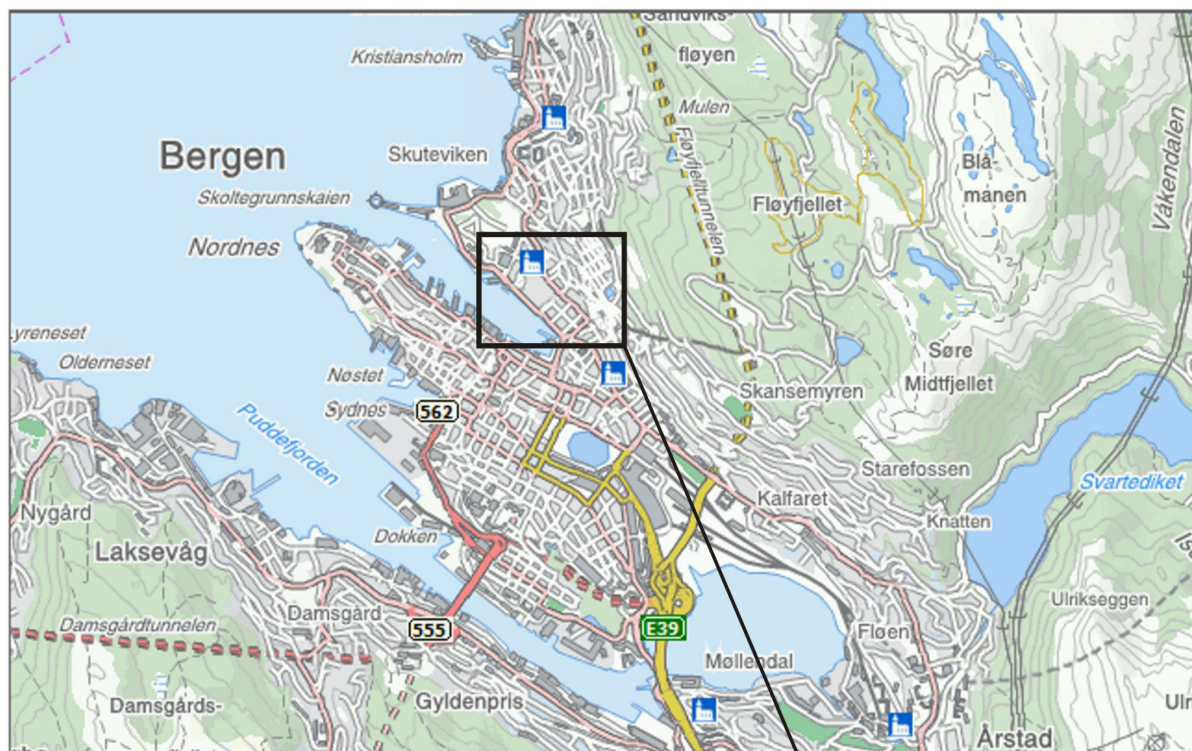 Sandviks-
fløyen
Kristiansholm
Mulen
Fløyfjelltunnelen
Våkendalen
Bergen
Skuteviken
Blå-
manen
Skoltegrunnskaien
Fløyfjellet
Nordnes
Lyreneset
Olderneset
Søre
Midtfjellet
Nøstet
Skansemyren
Sydnes
562
Puddefjorden
Starefossen
Svartediket
Kalfaret
Nygård
Knatten
Dokken
Laksevåg
Ulrikseggen
Damsgård
Damsgårdtunnelen
555
E39
Fløen
Møllendal
Gyldenpris
Damsgårds-
Ulr
Årstad